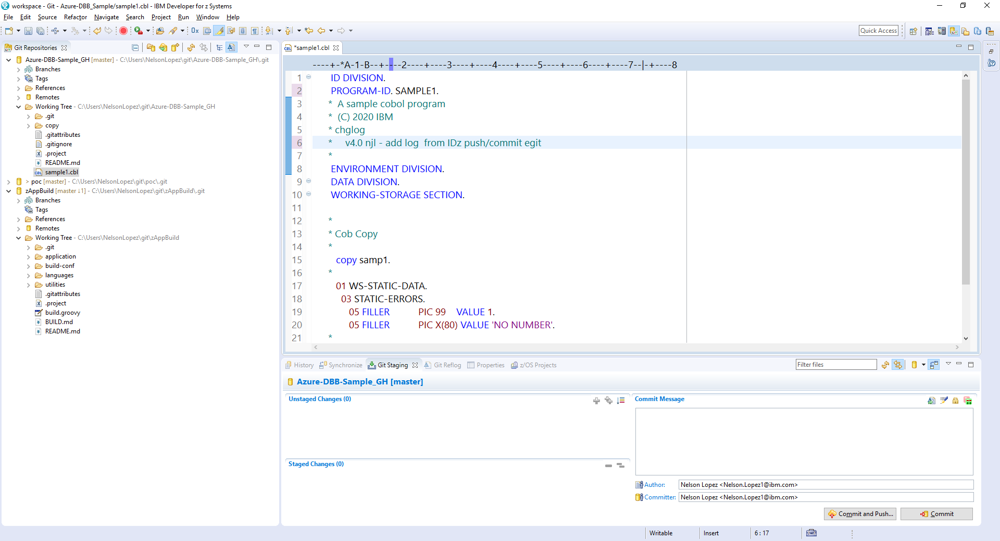 workspace - Git - Azure-DBB_Sample/sample1.cbl - IBM Developer for z Systems
File Edit Source Refactor Navigate Search Project Run Window Help
Quick Access
Git Repositories
Azure-DBB-Sample_GH [master] - C:\Users\NelsonLopez\git\Azure-DBB-Sample_GH\.git
Branches
Tags
References
Remotes
Working Tree - C:\Users\NelsonLopez\git\Azure-DBB-Sample_GH
.git
copy
.gitattributes
.gitignore
.project
README.md
sample1.cbl
> poc [master] - C:\Users\NelsonLopez\git\poc\.git
zAppBuild [master ↓1] - C:\Users\NelsonLopez\git\zAppBuild\.git
Branches
Tags
References
Remotes
Working Tree - C:\Users\NelsonLopez\git\zAppBuild
.git
application
build-conf
languages
utilities
.gitattributes
.project
build.groovy
BUILD.md
README.md
*sample1.cbl
----+-*A-1-B--+----2----+----3----+----4----+----5----+----6----+----7--|-+----8
1 ID DIVISION.
2 PROGRAM-ID. SAMPLE1.
3 * A sample cobol program
4 * (C) 2020 IBM
5 * chglog
6 * v4.0 njl - add log from IDz push/commit egit
7 *
8 ENVIRONMENT DIVISION.
9 DATA DIVISION.
10 WORKING-STORAGE SECTION.
11
12 *
13 * Cob Copy
14 *
15 copy samp1.
16 *
17 01 WS-STATIC-DATA.
18 03 STATIC-ERRORS.
19 05 FILLER PIC 99 VALUE 1.
20 05 FILLER PIC X(80) VALUE 'NO NUMBER'.
21 *
History Synchronize Git Staging Git Reflog Properties z/OS Projects
Filter files
Azure-DBB-Sample_GH [master]
Unstaged Changes (0)
Staged Changes (0)
Commit Message
Author: Nelson Lopez <Nelson.Lopez1@ibm.com>
Committer: Nelson Lopez <Nelson.Lopez1@ibm.com>
Commit and Push... Commit
Writable Insert 6 : 17